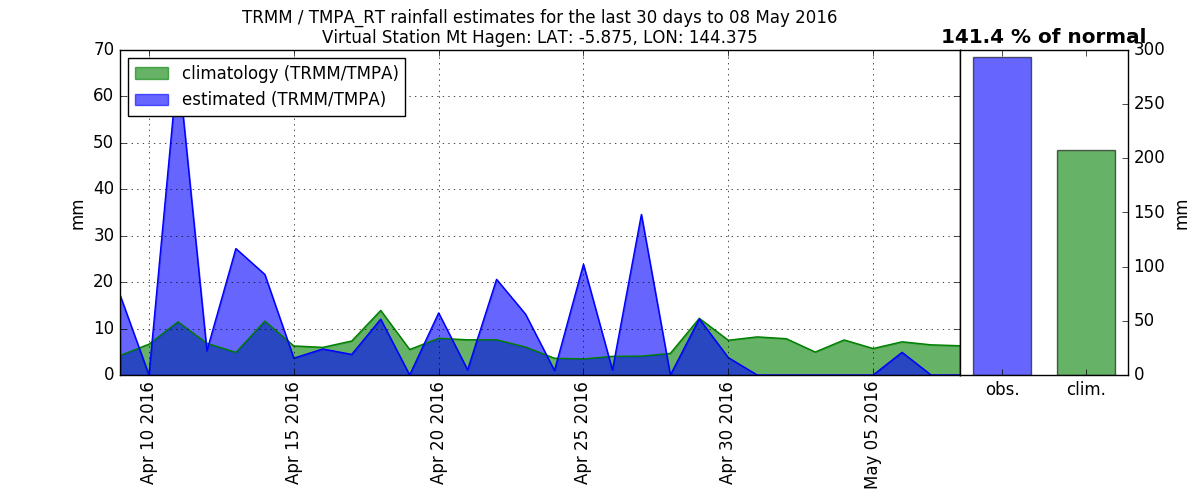 TRMM / TMPA_RT rainfall estimates for the last 30 days to 08 May 2016
Virtual Station Mt Hagen: LAT: -5.875, LON: 144.375
141.4 % of normal
climatology (TRMM/TMPA)
estimated (TRMM/TMPA)
70
60
50
40
30
20
10
0
mm
Apr 10 2016
Apr 15 2016
Apr 20 2016
Apr 25 2016
Apr 30 2016
May 05 2016
300
250
200
150
100
50
0
mm
obs.
clim.